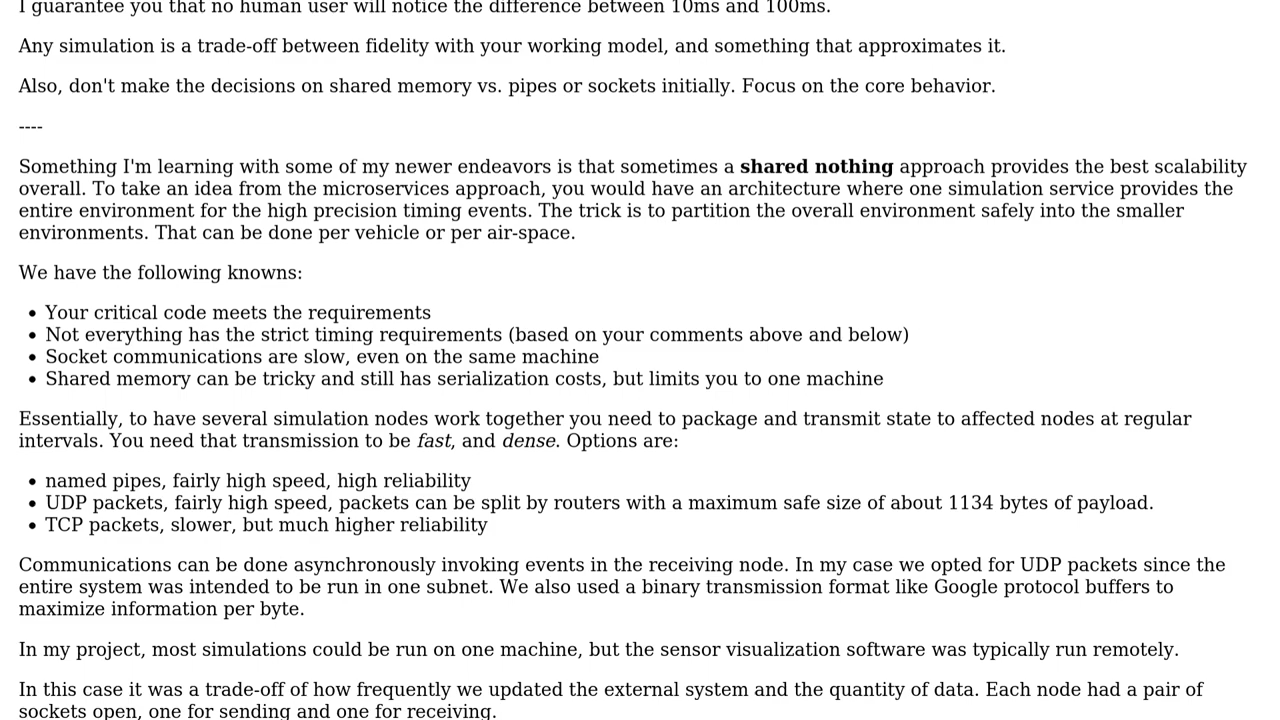 I guarantee you that no human user will notice the difference between 10ms and 100ms.
Any simulation is a trade-off between fidelity with your working model, and something that approximates it.
Also, don't make the decisions on shared memory vs. pipes or sockets initially. Focus on the core behavior.
----
Something I'm learning with some of my newer endeavors is that sometimes a shared nothing approach provides the best scalability
overall. To take an idea from the microservices approach, you would have an architecture where one simulation service provides the
entire environment for the high precision timing events. The trick is to partition the overall environment safely into the smaller
environments. That can be done per vehicle or per air-space.
We have the following knowns:
• Your critical code meets the requirements
• Not everything has the strict timing requirements (based on your comments above and below)
• Socket communications are slow, even on the same machine
• Shared memory can be tricky and still has serialization costs, but limits you to one machine
Essentially, to have several simulation nodes work together you need to package and transmit state to affected nodes at regular
intervals. You need that transmission to be fast, and dense. Options are:
• named pipes, fairly high speed, high reliability
• UDP packets, fairly high speed, packets can be split by routers with a maximum safe size of about 1134 bytes of payload.
• TCP packets, slower, but much higher reliability
Communications can be done asynchronously invoking events in the receiving node. In my case we opted for UDP packets since the
entire system was intended to be run in one subnet. We also used a binary transmission format like Google protocol buffers to
maximize information per byte.
In my project, most simulations could be run on one machine, but the sensor visualization software was typically run remotely.
In this case it was a trade-off of how frequently we updated the external system and the quantity of data. Each node had a pair of
sockets open, one for sending and one for receiving.